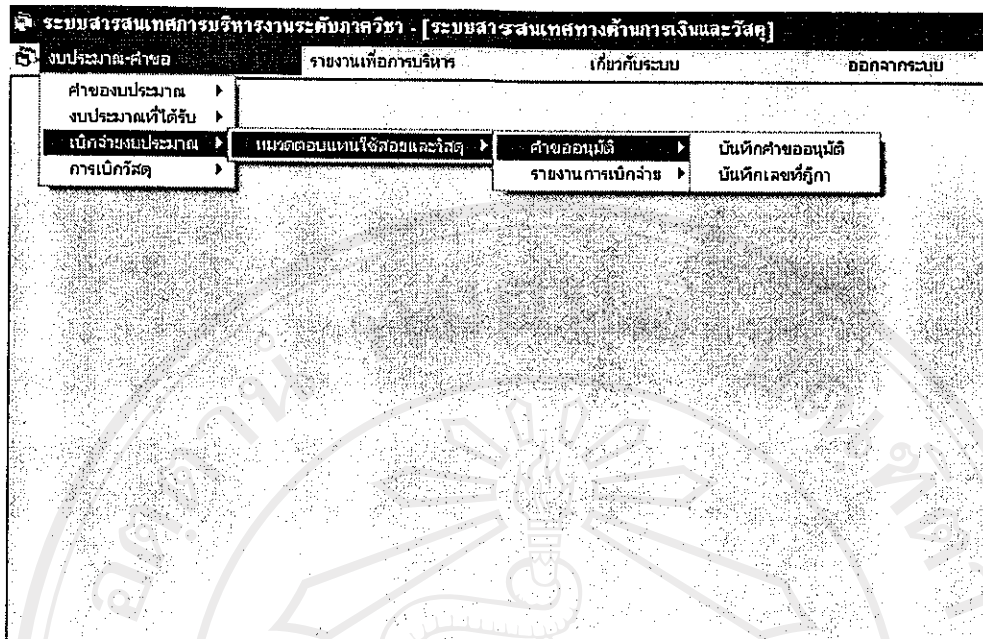 ระบบสารสนเทศการบริหารงานระดับภาควิชา - [ระบบสารสนเทศทางด้านการเงินและวัสดุ]
งบประมาณ-คำขอ รายงานเพื่อการบริหาร เกี่ยวกับระบบ ออกจากระบบ
คำของบประมาณ
งบประมาณที่ได้รับ
เบิกจ่ายงบประมาณ หมวดตอบแทนใช้สอยและวัสดุ คำขออนุมัติ บันทึกคำขออนุมัติ
การเบิกวัสดุ รายงานการเบิกจ่าย บันทึกเลขที่ฎีกา